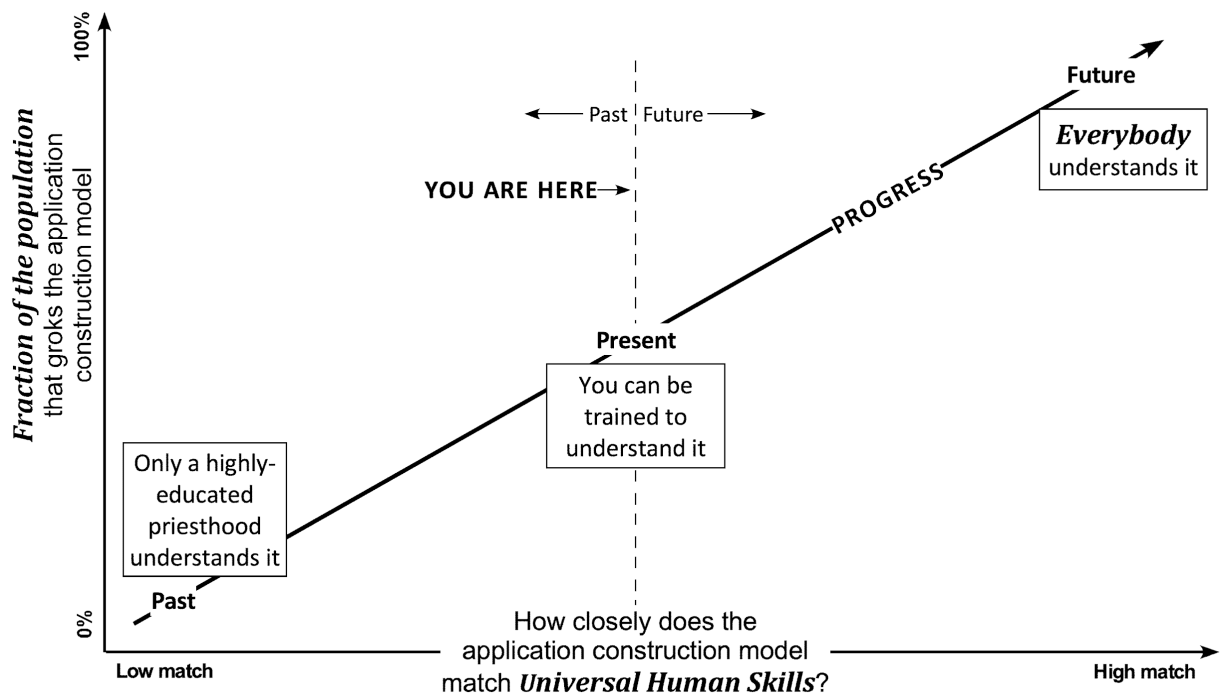 100%
Fraction of the population
that groks the application
construction model
0%
Past
Future
YOU ARE HERE
Future
Everybody
understands it
PROGRESS
Present
You can be
trained to
understand it
Only a highly-
educated
priesthood
understands it
Past
Low match
How closely does the
application construction model
match Universal Human Skills?
High match